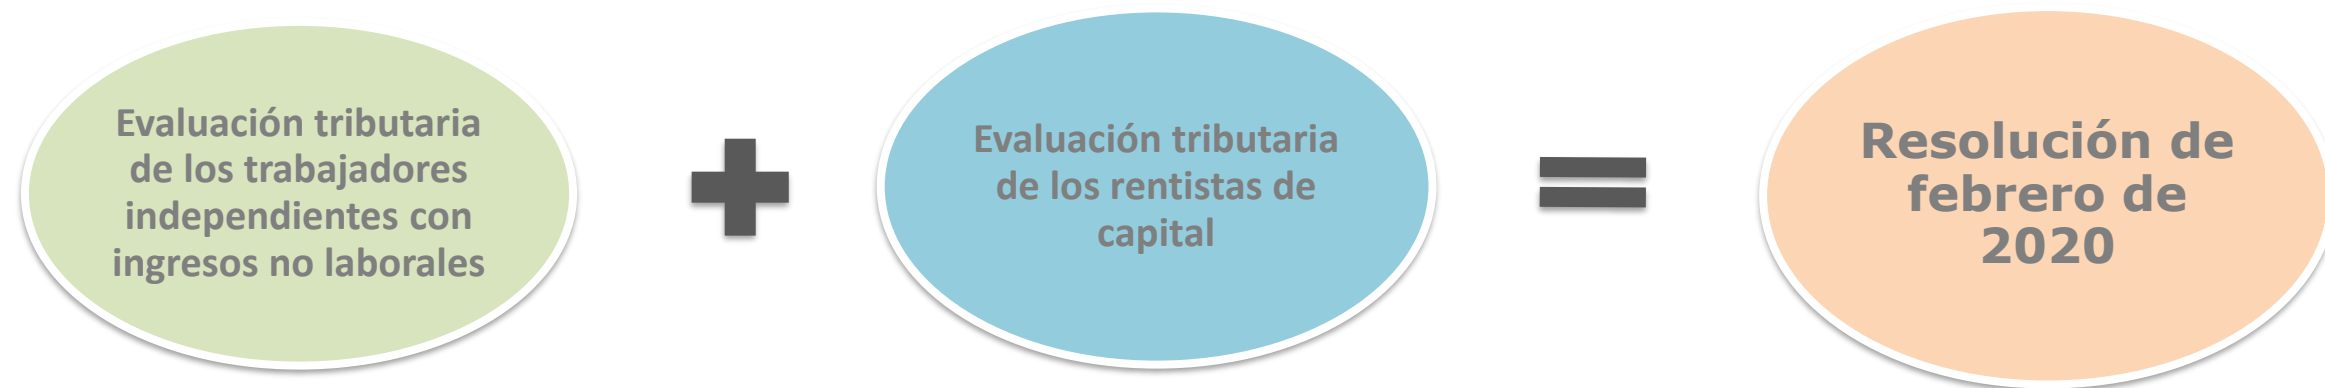 Evaluación tributaria
de los trabajadores
independientes con
ingresos no laborales
Evaluación tributaria
de los rentistas de
capital
Resolución de
febrero de
2020